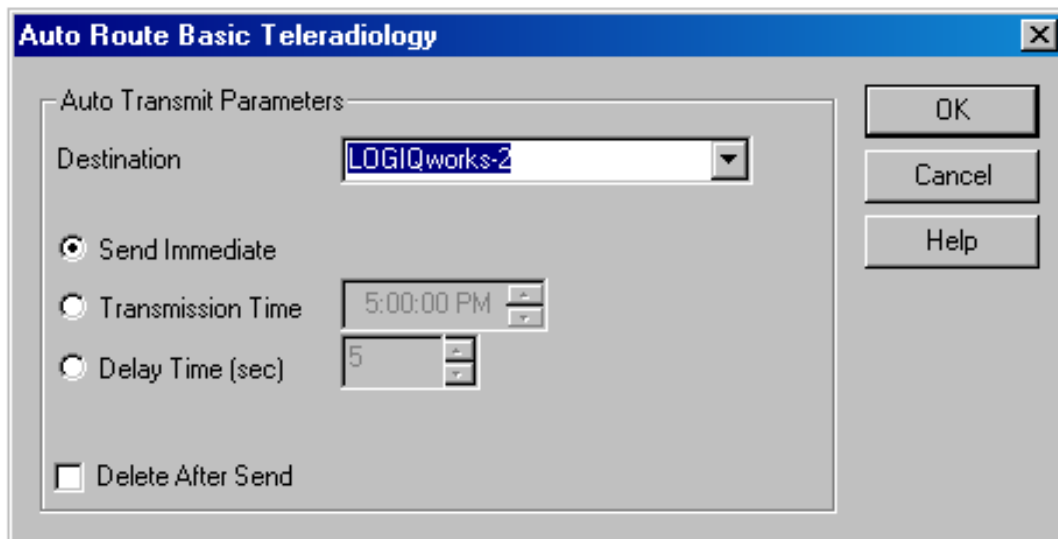 Auto Route Basic Teleradiology
Auto Transmit Parameters
OK
Destination LOGIQworks-2
Cancel
Send Immediate
Help
Transmission Time 5:00:00 PM
Delay Time (sec) 5
Delete After Send